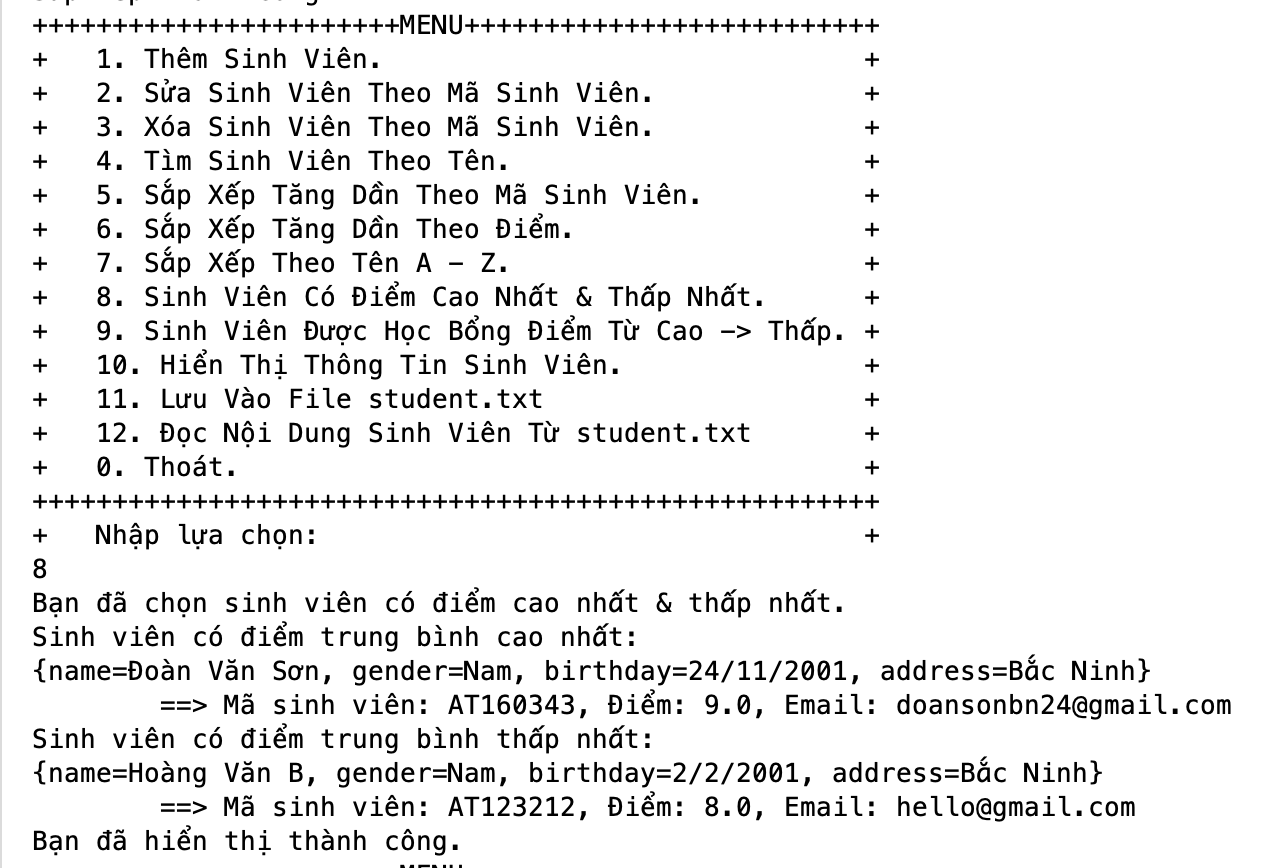 +++++++++++++++++++++++MENU++++++++++++++++++++++++++
+   1. Thêm Sinh Viên.                              +
+   2. Sửa Sinh Viên Theo Mã Sinh Viên.             +
+   3. Xóa Sinh Viên Theo Mã Sinh Viên.             +
+   4. Tìm Sinh Viên Theo Tên.                      +
+   5. Sắp Xếp Tăng Dần Theo Mã Sinh Viên.          +
+   6. Sắp Xếp Tăng Dần Theo Điểm.                  +
+   7. Sắp Xếp Theo Tên A - Z.                      +
+   8. Sinh Viên Có Điểm Cao Nhất & Thấp Nhất.      +
+   9. Sinh Viên Được Học Bổng Điểm Từ Cao -> Thấp. +
+   10. Hiển Thị Thông Tin Sinh Viên.               +
+   11. Lưu Vào File student.txt                    +
+   12. Đọc Nội Dung Sinh Viên Từ student.txt       +
+   0. Thoát.                                       +
+++++++++++++++++++++++++++++++++++++++++++++++++++++
+   Nhập lựa chọn:                                  +
8
Bạn đã chọn sinh viên có điểm cao nhất & thấp nhất.
Sinh viên có điểm trung bình cao nhất:
{name=Đoàn Văn Sơn, gender=Nam, birthday=24/11/2001, address=Bắc Ninh}
        ==> Mã sinh viên: AT160343, Điểm: 9.0, Email: doansonbn24@gmail.com
Sinh viên có điểm trung bình thấp nhất:
{name=Hoàng Văn B, gender=Nam, birthday=2/2/2001, address=Bắc Ninh}
        ==> Mã sinh viên: AT123212, Điểm: 8.0, Email: hello@gmail.com
Bạn đã hiển thị thành công.